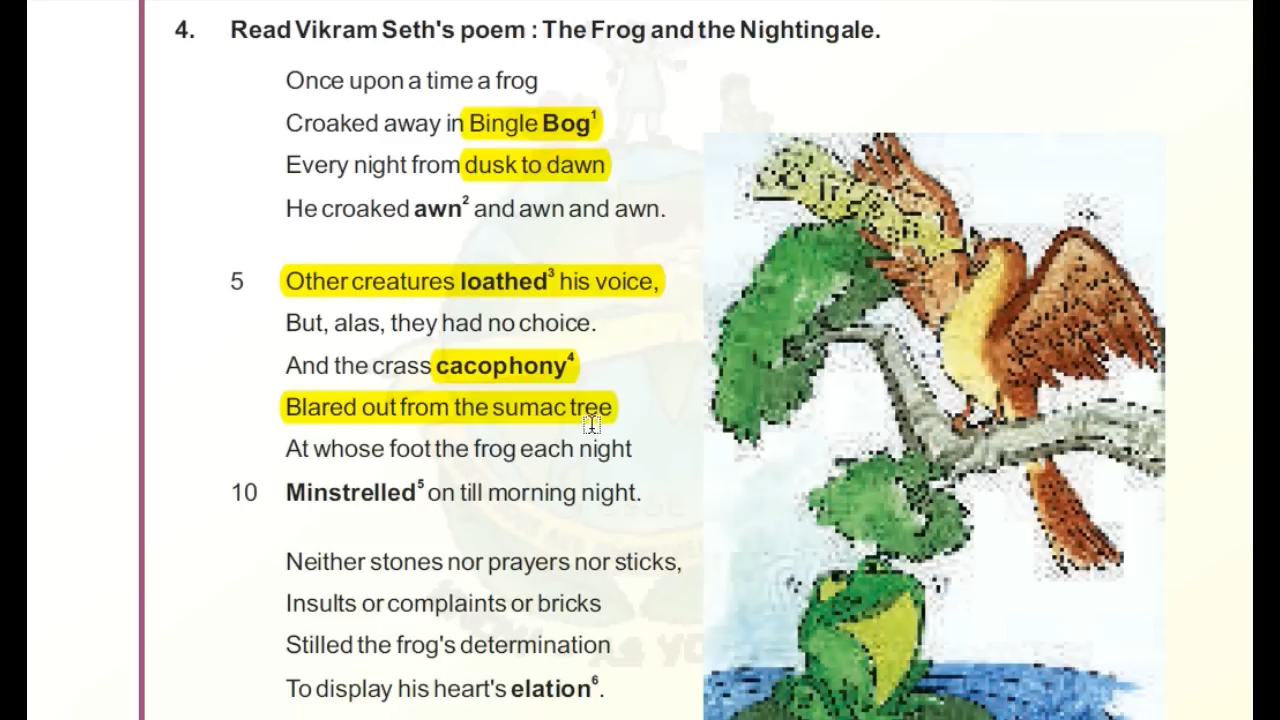 4. Read Vikram Seth's poem : The Frog and the Nightingale.
Once upon a time a frog
Croaked away in Bingle Bog¹
Every night from dusk to dawn
He croaked awn² and awn and awn.
5 Other creatures loathed³ his voice,
But, alas, they had no choice.
And the crass cacophony⁴
Blared out from the sumac tree
At whose foot the frog each night
10 Minstrelled⁵ on till morning night.
Neither stones nor prayers nor sticks,
Insults or complaints or bricks
Stilled the frog's determination
To display his heart's elation⁶.